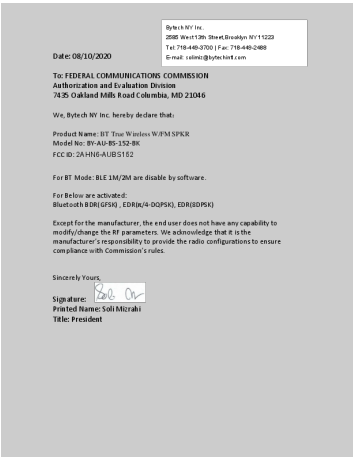 Bytech NY Inc.
2585 West 13th Street,Brooklyn NY 11223
Tel: 718-449-3700 | Fax: 718-449-2488
E-mail: solimiz@bytechintl.com
Date: 08/10/2020
To: FEDERAL COMMUNICATIONS COMMISSION
Authorization and Evaluation Division
7435 Oakland Mills Road Columbia, MD 21046
We, Bytech NY Inc. hereby declare that:
Product Name: BT True Wireless W/FM SPKR
Model No: BY-AU-BS-152-BK
FCC ID: 2AHN6-AUBS152
For BT Mode: BLE 1M/2M are disable by software.
For Below are activated:
Bluetooth BDR(GFSK) , EDR(π/4-DQPSK), EDR(8DPSK)
Except for the manufacturer, the end user does not have any capability to
modify/change the RF parameters. We acknowledge that it is the
manufacturer's responsibility to provide the radio configurations to ensure
compliance with Commission's rules.
Sincerely Yours,
Signature:
Printed Name: Soli Mizrahi
Title: President